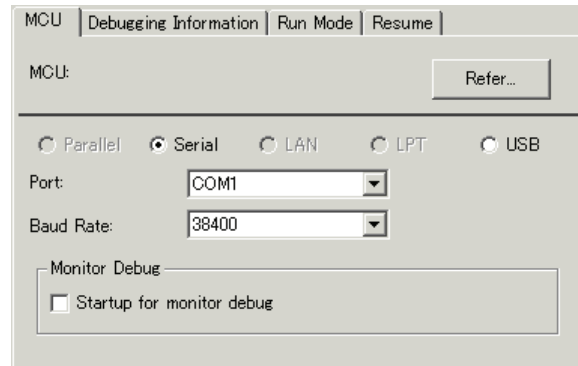 MCU Debugging Information Run Mode Resume
MCU: Refer...
Parallel Serial LAN LPT USB
Port: COM1
Baud Rate: 38400
Monitor Debug
Startup for monitor debug